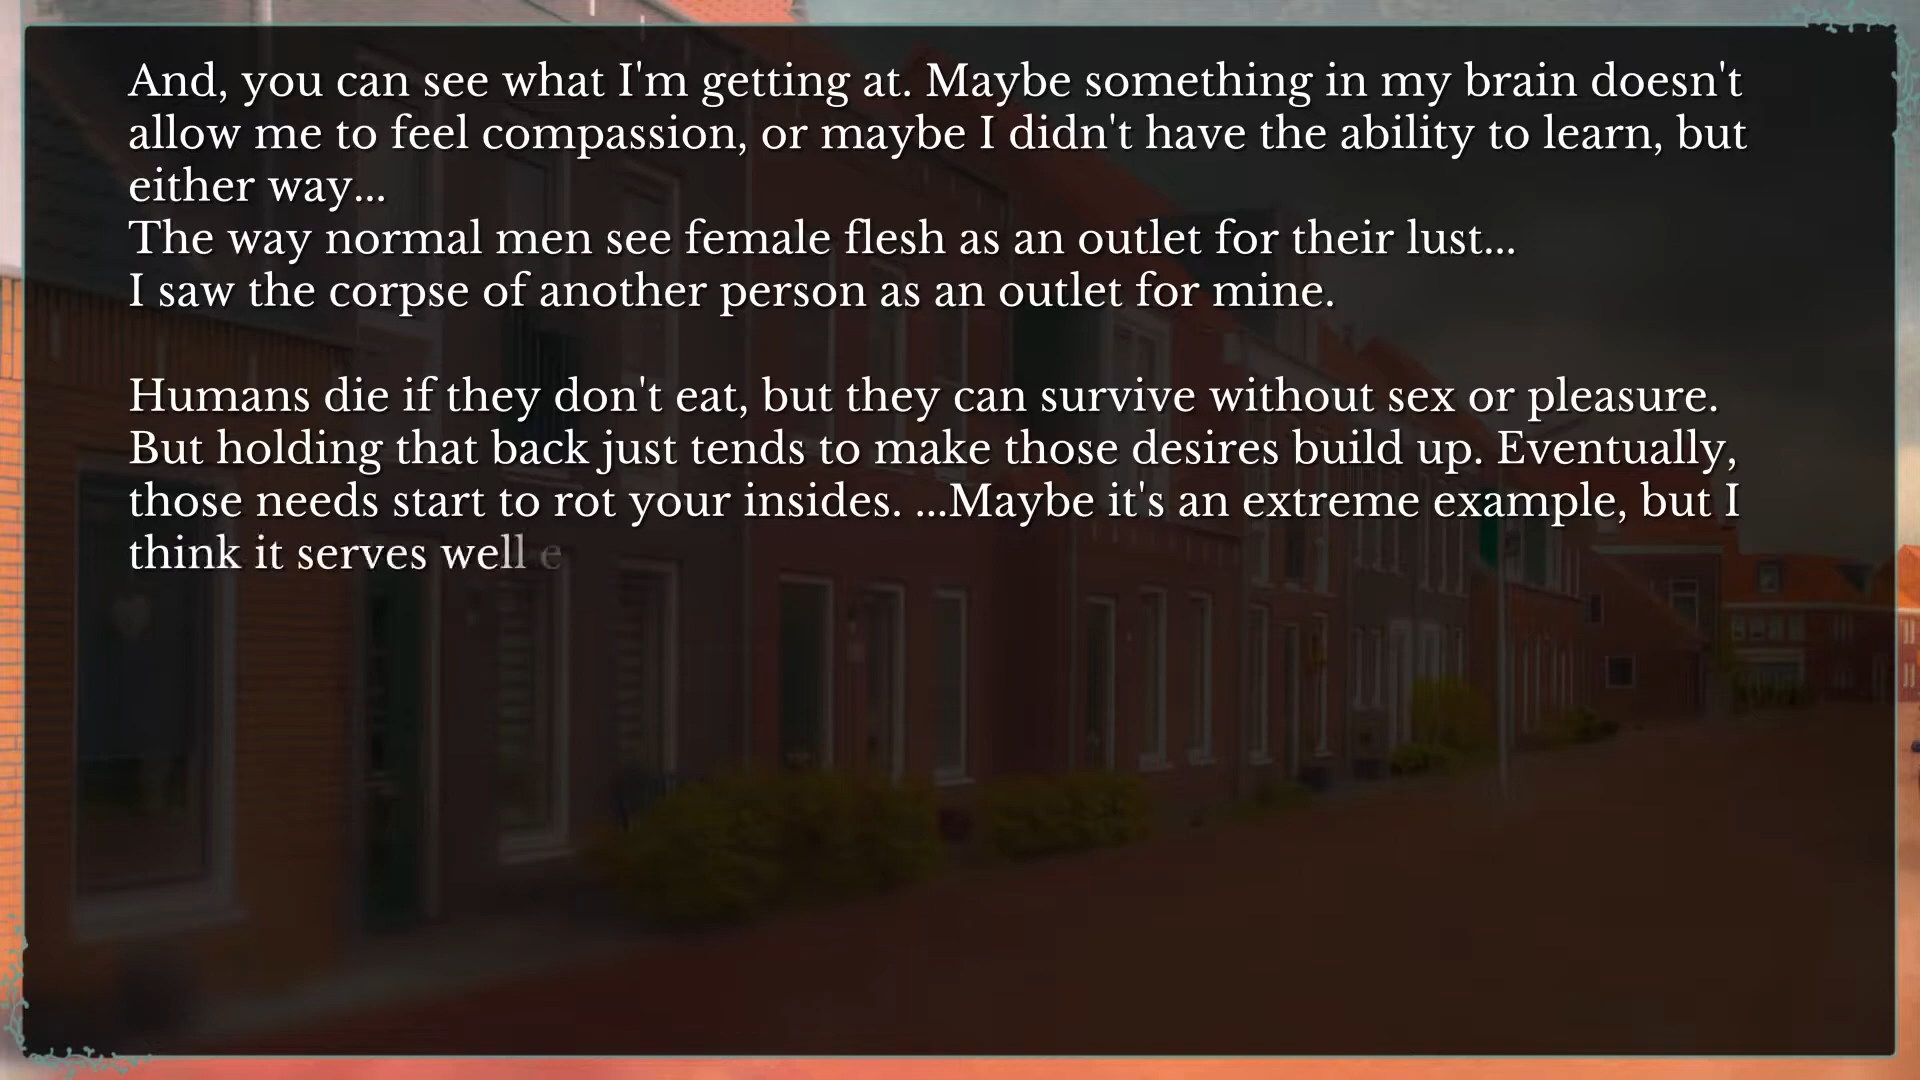 And, you can see what I'm getting at. Maybe something in my brain doesn't
allow me to feel compassion, or maybe I didn't have the ability to learn, but
either way...
The way normal men see female flesh as an outlet for their lust...
I saw the corpse of another person as an outlet for mine.
Humans die if they don't eat, but they can survive without sex or pleasure.
But holding that back just tends to make those desires build up. Eventually,
those needs start to rot your insides. ...Maybe it's an extreme example, but I
think it serves well e